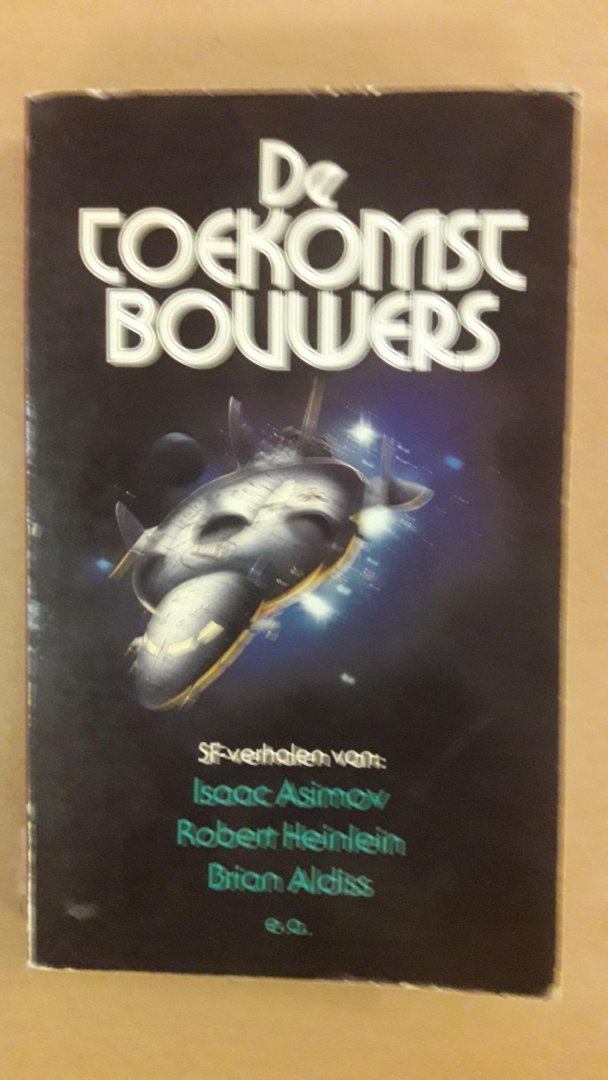 De
TOEKOMST
BOUWERS
SF-verhalen van:
Isaac Asimov
Robert Heinlein
Brian Aldiss
e.a.